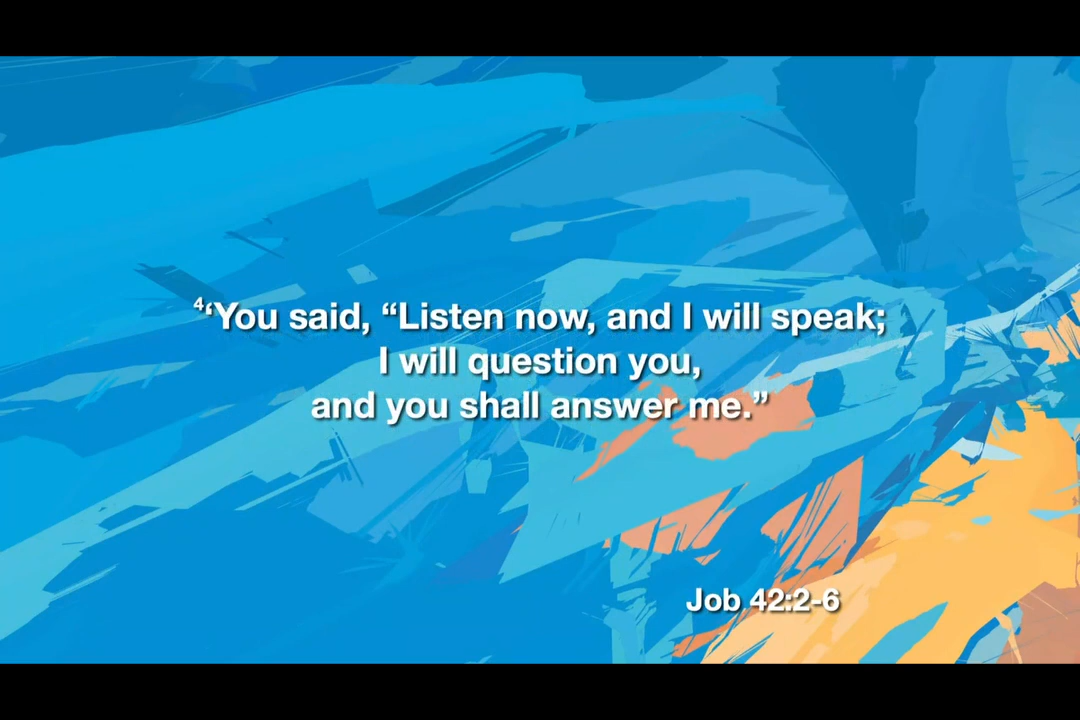 ⁴‘You said, “Listen now, and I will speak;
I will question you,
and you shall answer me.”
Job 42:2-6